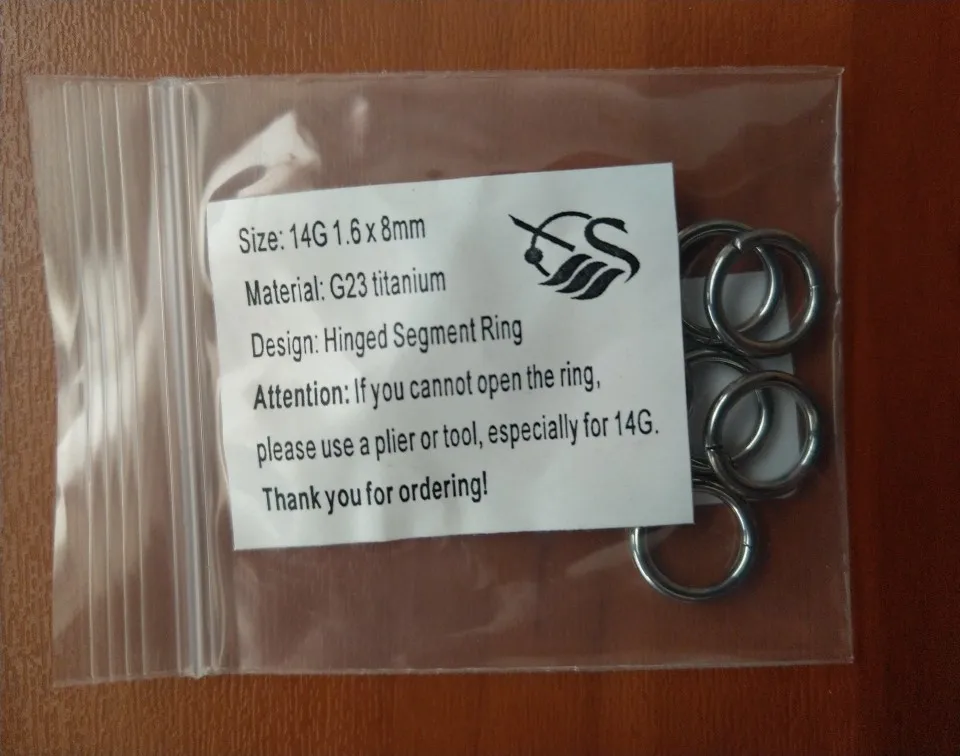 Size: 14G 1.6 x 8mm
Material: G23 titanium
Design: Hinged Segment Ring
Attention: If you cannot open the ring,
please use a plier or tool, especially for 14G.
Thank you for ordering!